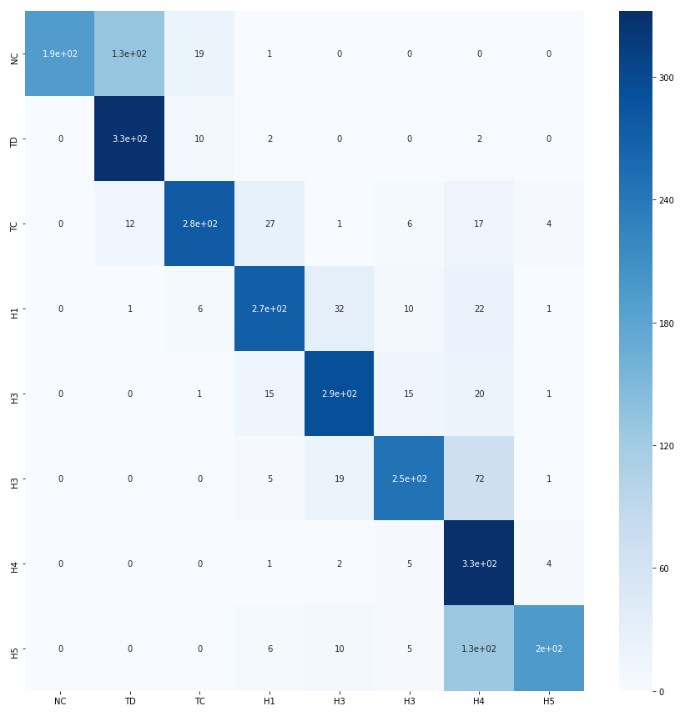 NC 1.9e+02 1.3e+02 19 1 0 0 0 0
TD 0 3.3e+02 10 2 0 0 2 0
TC 0 12 2.8e+02 27 1 6 17 4
H1 0 1 6 2.7e+02 32 10 22 1
H3 0 0 1 15 2.9e+02 15 20 1
H3 0 0 0 5 19 2.5e+02 72 1
H4 0 0 0 1 2 5 3.3e+02 4
H5 0 0 0 6 10 5 1.3e+02 2e+02
NC TD TC H1 H3 H3 H4 H5
320
240
180
120
60
0